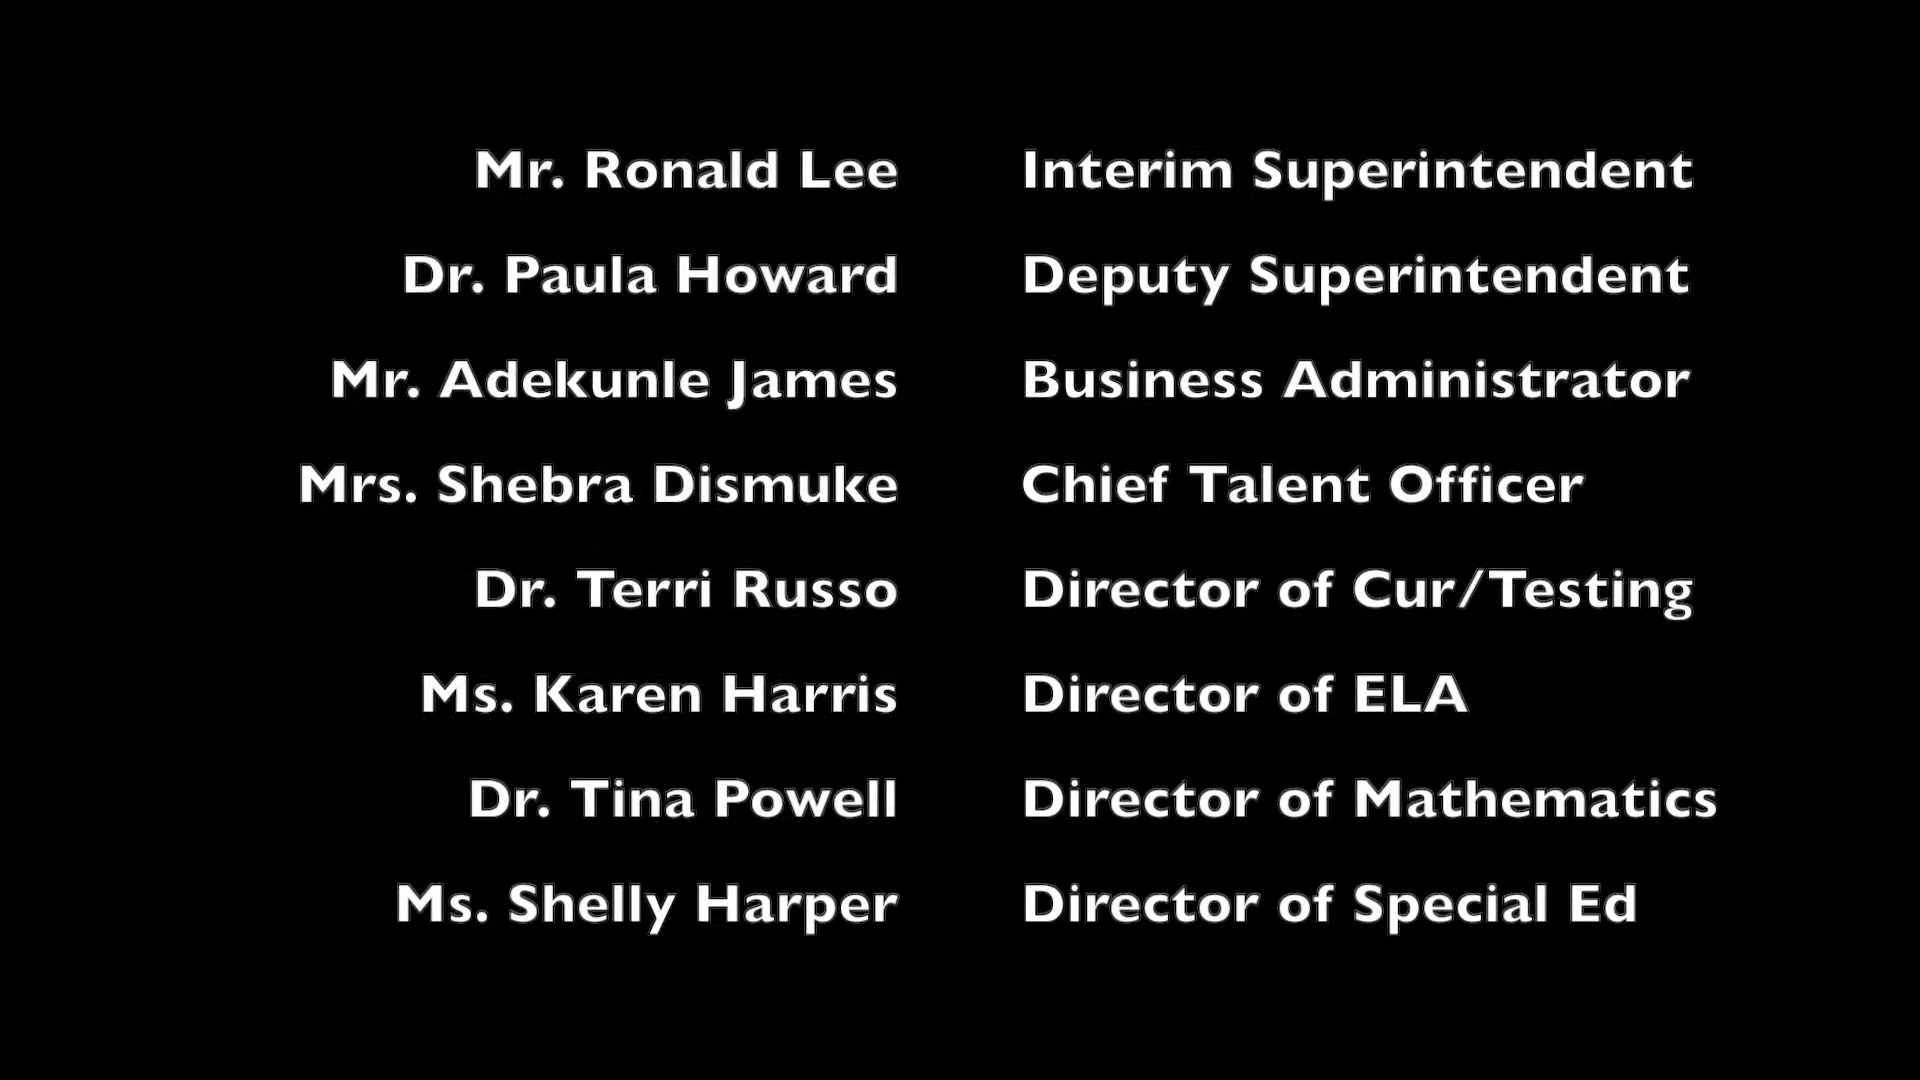 Mr. Ronald Lee Interim Superintendent
Dr. Paula Howard Deputy Superintendent
Mr. Adekunle James Business Administrator
Mrs. Shebra Dismuke Chief Talent Officer
Dr. Terri Russo Director of Cur/Testing
Ms. Karen Harris Director of ELA
Dr. Tina Powell Director of Mathematics
Ms. Shelly Harper Director of Special Ed